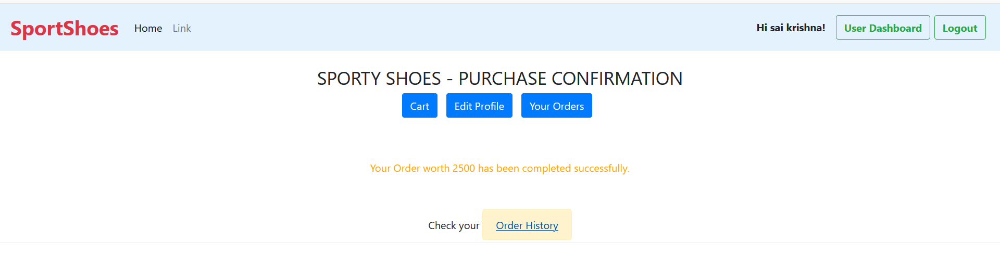 SportShoes Home Link Hi sai krishna! User Dashboard Logout
SPORTY SHOES - PURCHASE CONFIRMATION
Cart Edit Profile Your Orders
Your Order worth 2500 has been completed successfully.
Check your Order History